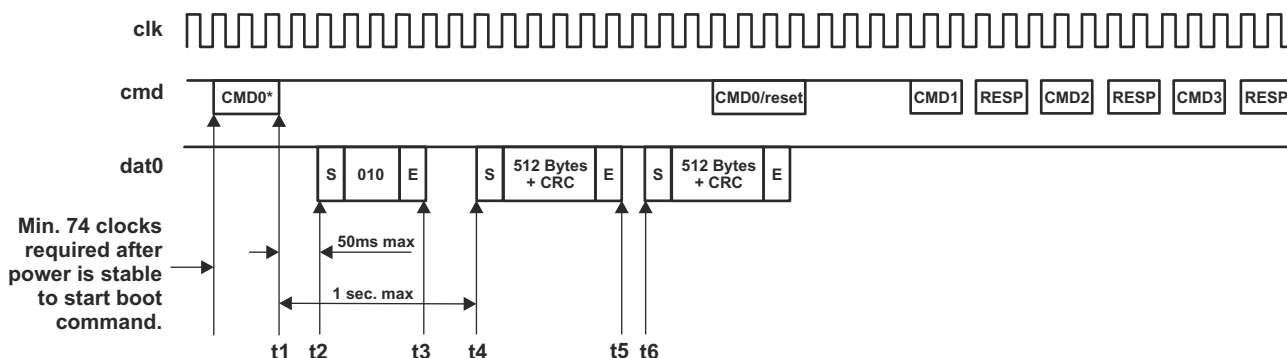 clk
cmd
CMD0*
CMD0/reset
CMD1
RESP
CMD2
RESP
CMD3
RESP
dat0
S
010
E
S
512 Bytes
+ CRC
E
S
512 Bytes
+ CRC
E
Min. 74 clocks
required after
power is stable
to start boot
command.
50ms max
1 sec. max
t1
t2
t3
t4
t5
t6